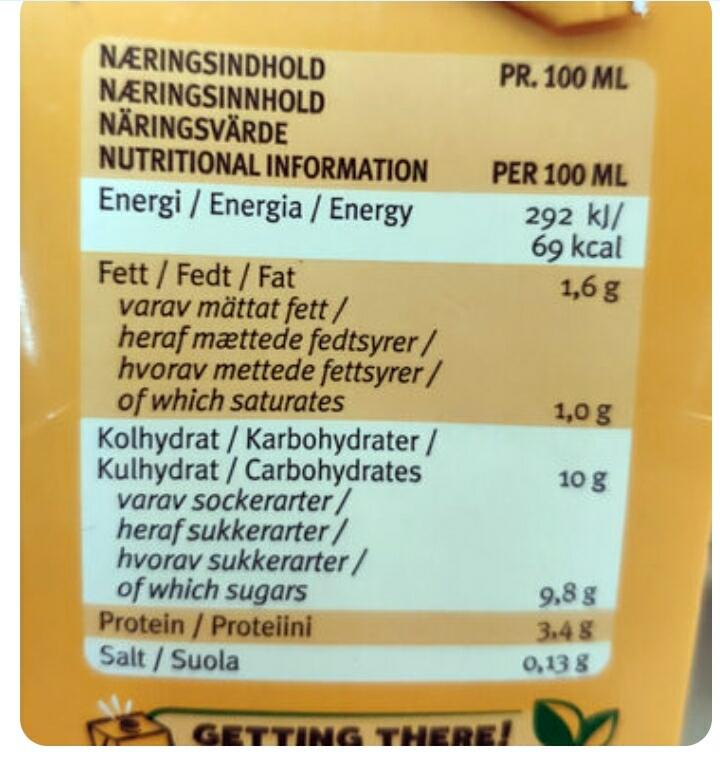 NÆRINGSINDHOLD PR. 100 ML
NÆRINGSINNHOLD
NÄRINGSVÄRDE
NUTRITIONAL INFORMATION PER 100 ML
Energi / Energia / Energy 292 kJ/
69 kcal
Fett / Fedt / Fat 1,6 g
varav mättat fett /
heraf mættede fedtsyrer /
hvorav mettede fettsyrer /
of which saturates 1,0 g
Kolhydrat / Karbohydrater /
Kulhydrat / Carbohydrates 10 g
varav sockerarter /
heraf sukkerarter /
hvorav sukkerarter /
of which sugars 9,8 g
Protein / Proteiini 3,4 g
Salt / Suola 0,13 g
GETTING THERE!